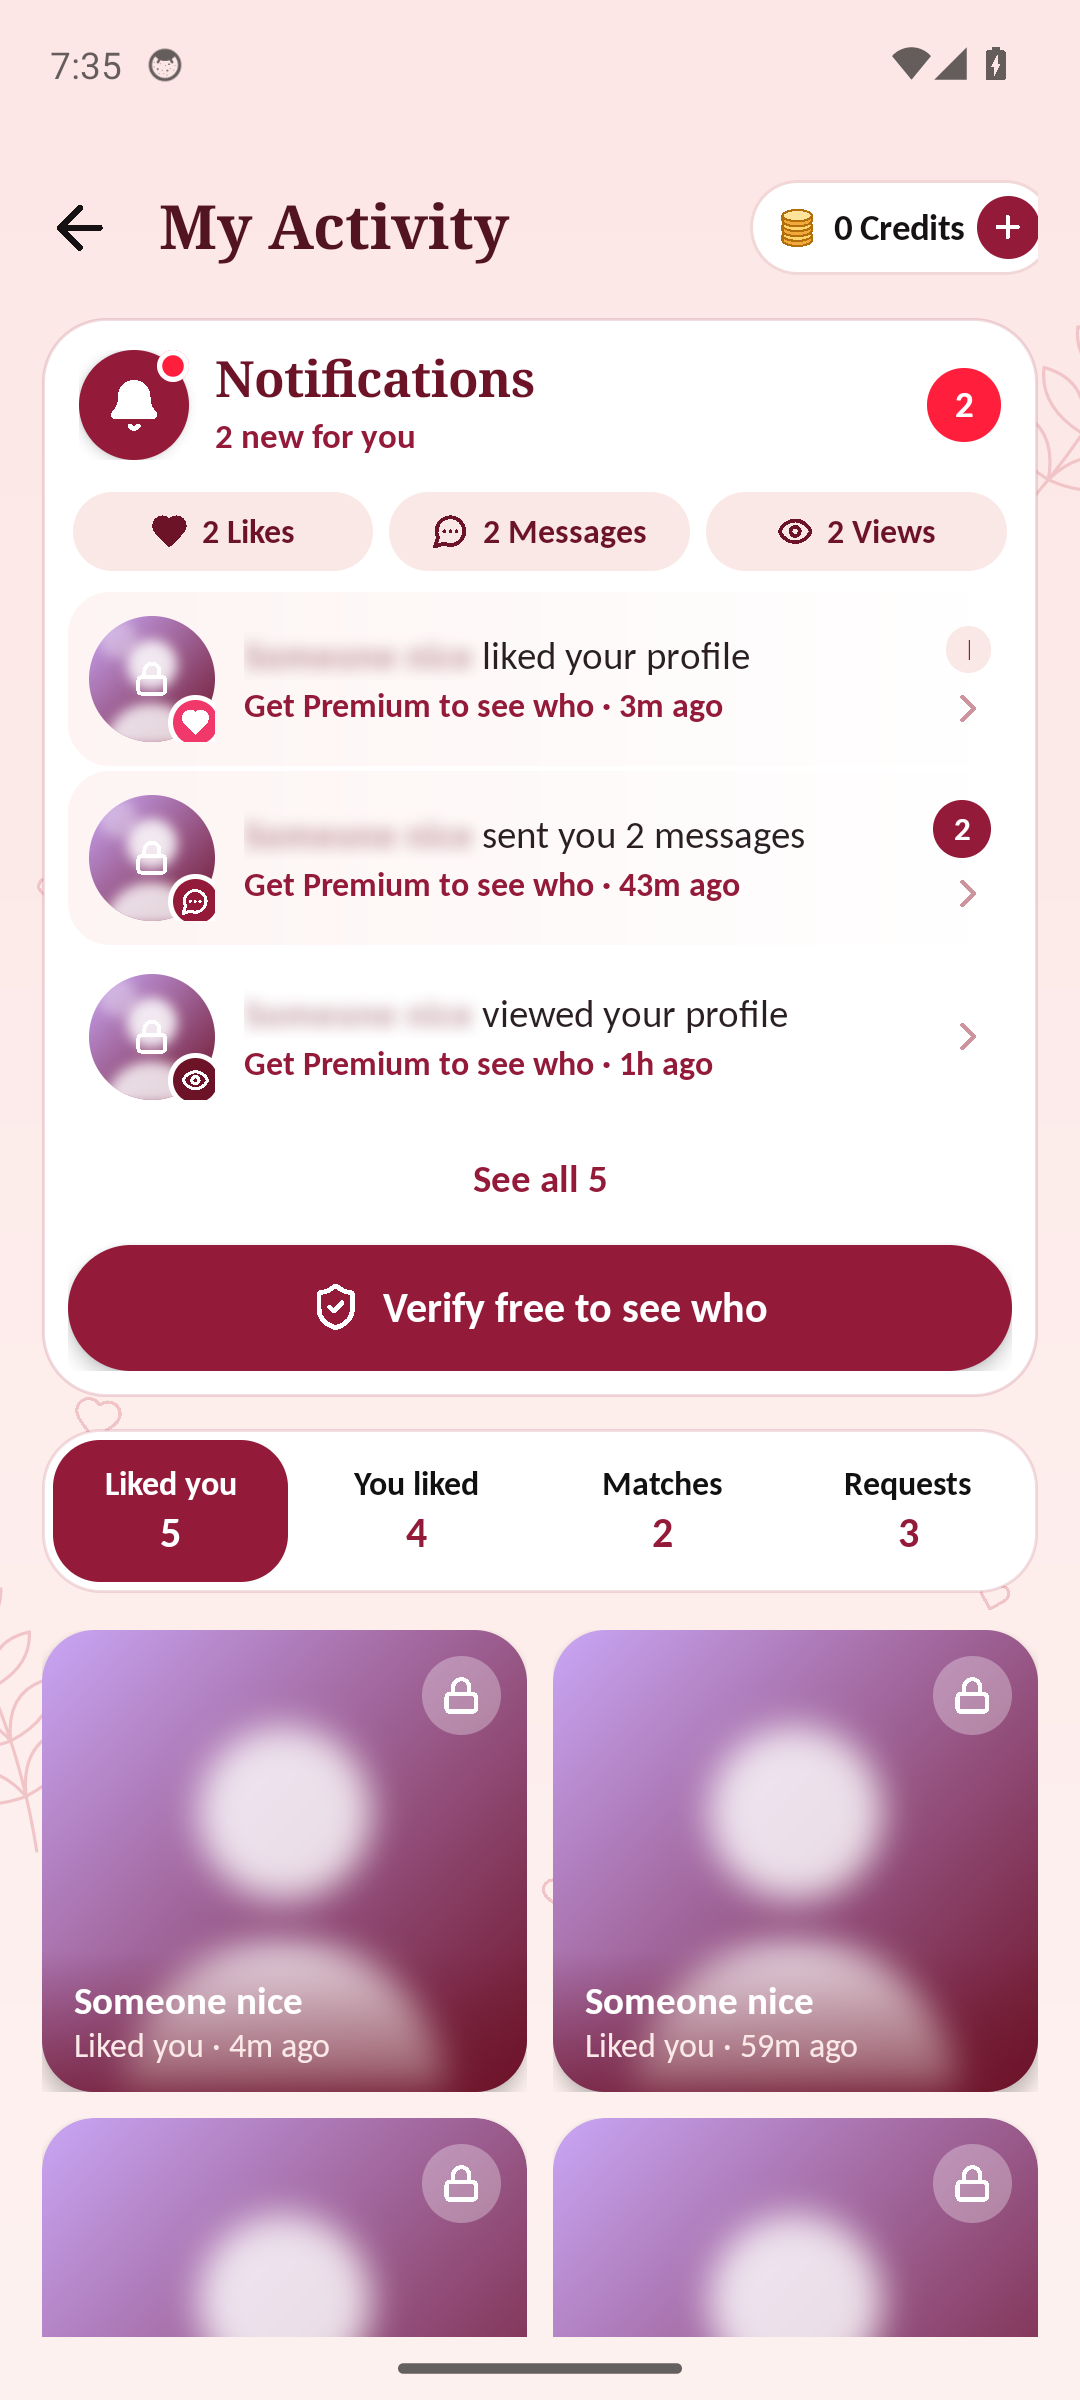 7:35
My Activity
0 Credits
Notifications
2 new for you
2
2 Likes
2 Messages
2 Views
liked your profile
Get Premium to see who · 3m ago
sent you 2 messages
Get Premium to see who · 43m ago
2
viewed your profile
Get Premium to see who · 1h ago
See all 5
Verify free to see who
Liked you
5
You liked
4
Matches
2
Requests
3
Someone nice
Liked you · 4m ago
Someone nice
Liked you · 59m ago